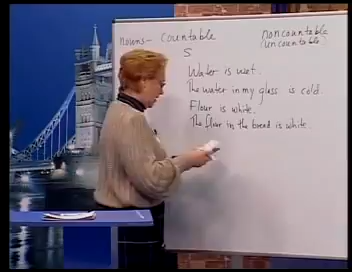 nouns - countable noncountable
(uncountable)
S
Water is wet.
The water in my glass is cold.
Flour is white.
The flour in the bread is white.